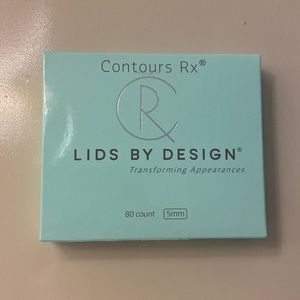 Contours Rx®
CR
LIDS BY DESIGN®
Transforming Appearances
80 count 5mm